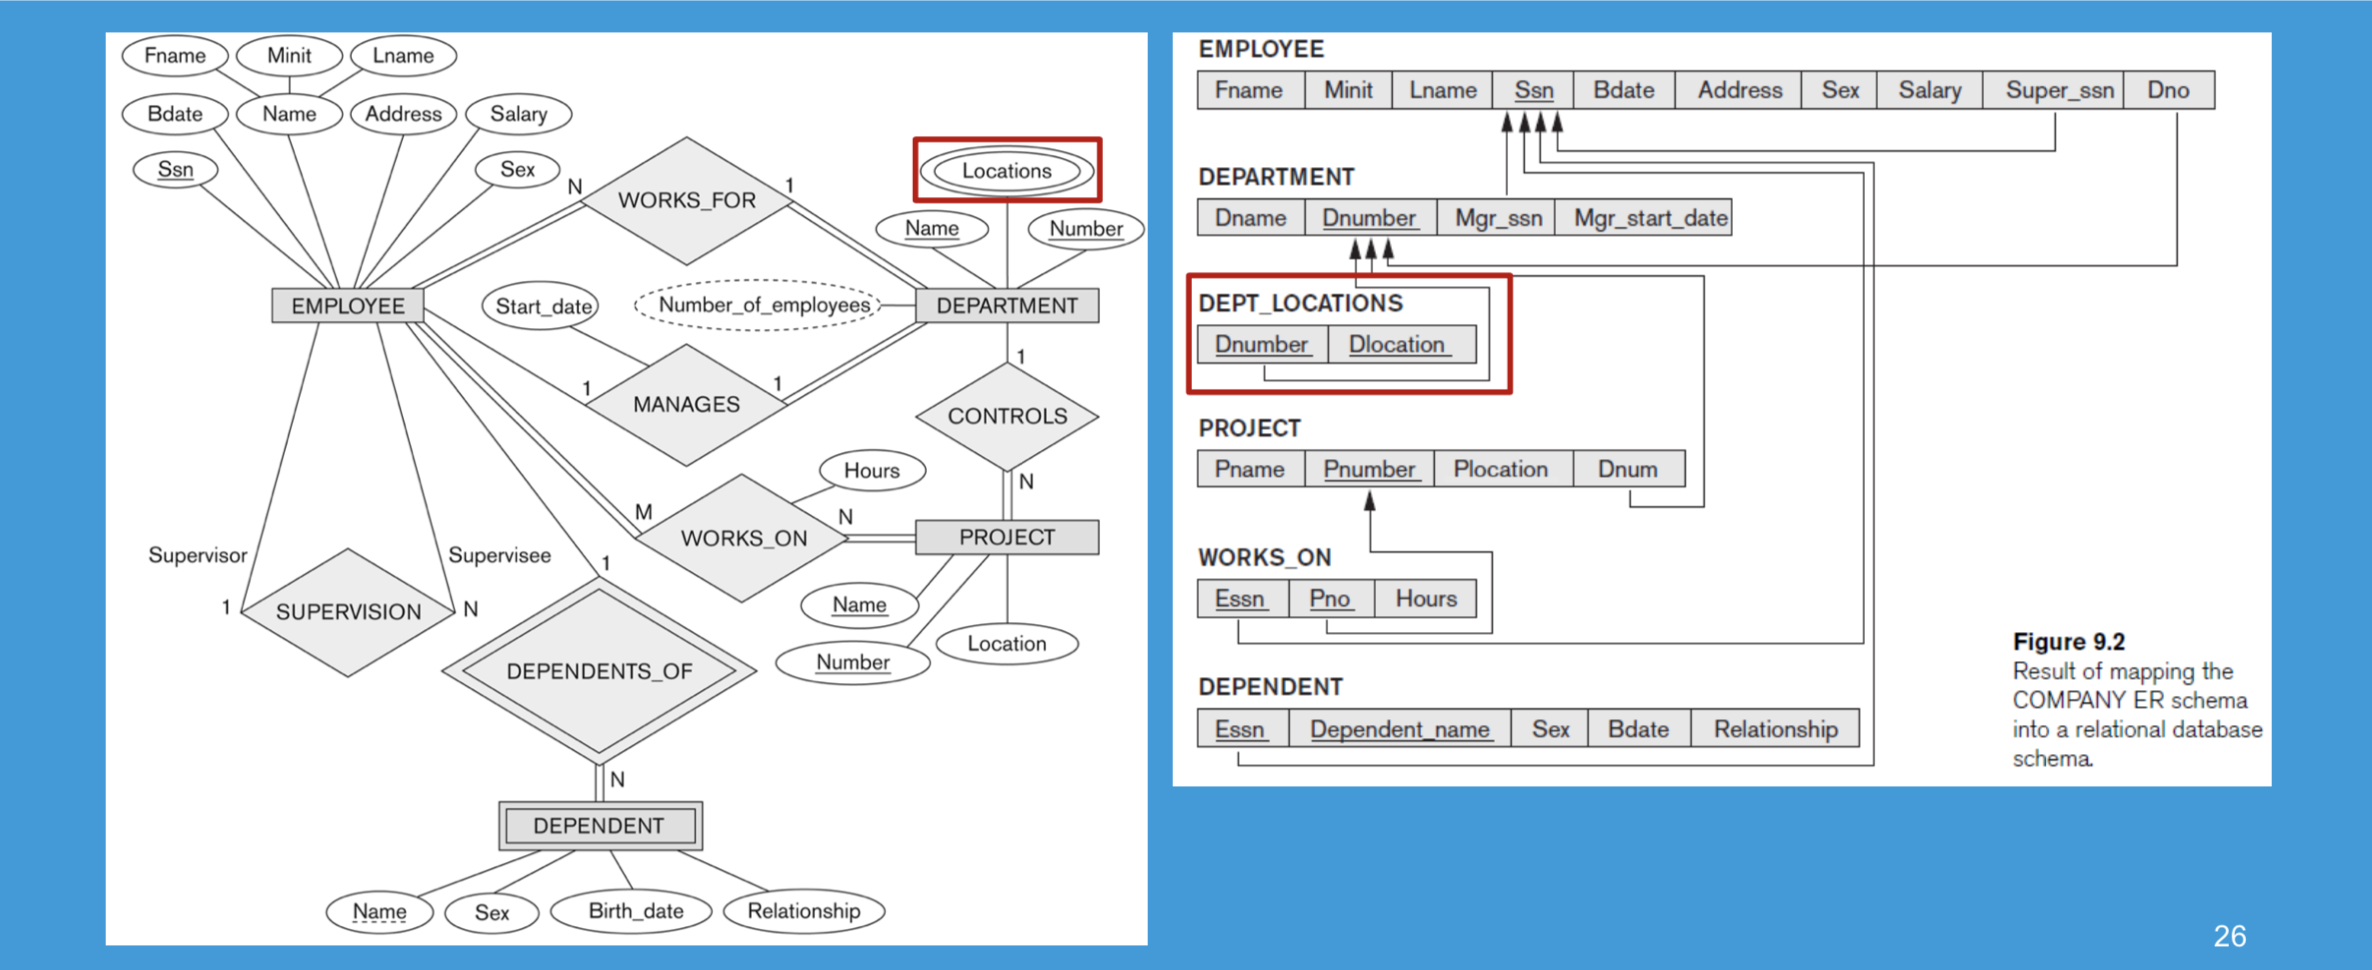 Fname Minit Lname
Bdate Name Address Salary
Ssn Sex
N WORKS_FOR 1
Locations
Name Number
EMPLOYEE Start_date Number_of_employees DEPARTMENT
1 MANAGES 1
1
CONTROLS
N
Hours
M WORKS_ON N PROJECT
Supervisor Supervisee
1 SUPERVISION N
1
Name
Number Location
DEPENDENTS_OF
N
DEPENDENT
Name Sex Birth_date Relationship
EMPLOYEE
Fname Minit Lname Ssn Bdate Address Sex Salary Super_ssn Dno
DEPARTMENT
Dname Dnumber Mgr_ssn Mgr_start_date
DEPT_LOCATIONS
Dnumber Dlocation
PROJECT
Pname Pnumber Plocation Dnum
WORKS_ON
Essn Pno Hours
DEPENDENT
Essn Dependent_name Sex Bdate Relationship
Figure 9.2
Result of mapping the
COMPANY ER schema
into a relational database
schema.
26